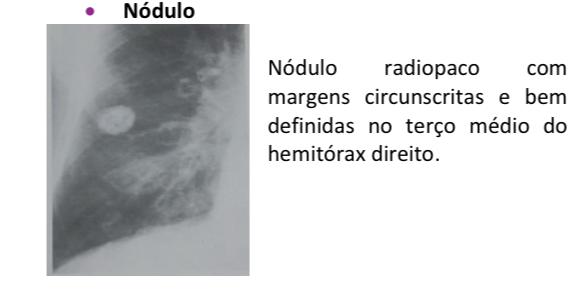 • Nódulo
Nódulo radiopaco com
margens circunscritas e bem
definidas no terço médio do
hemitórax direito.